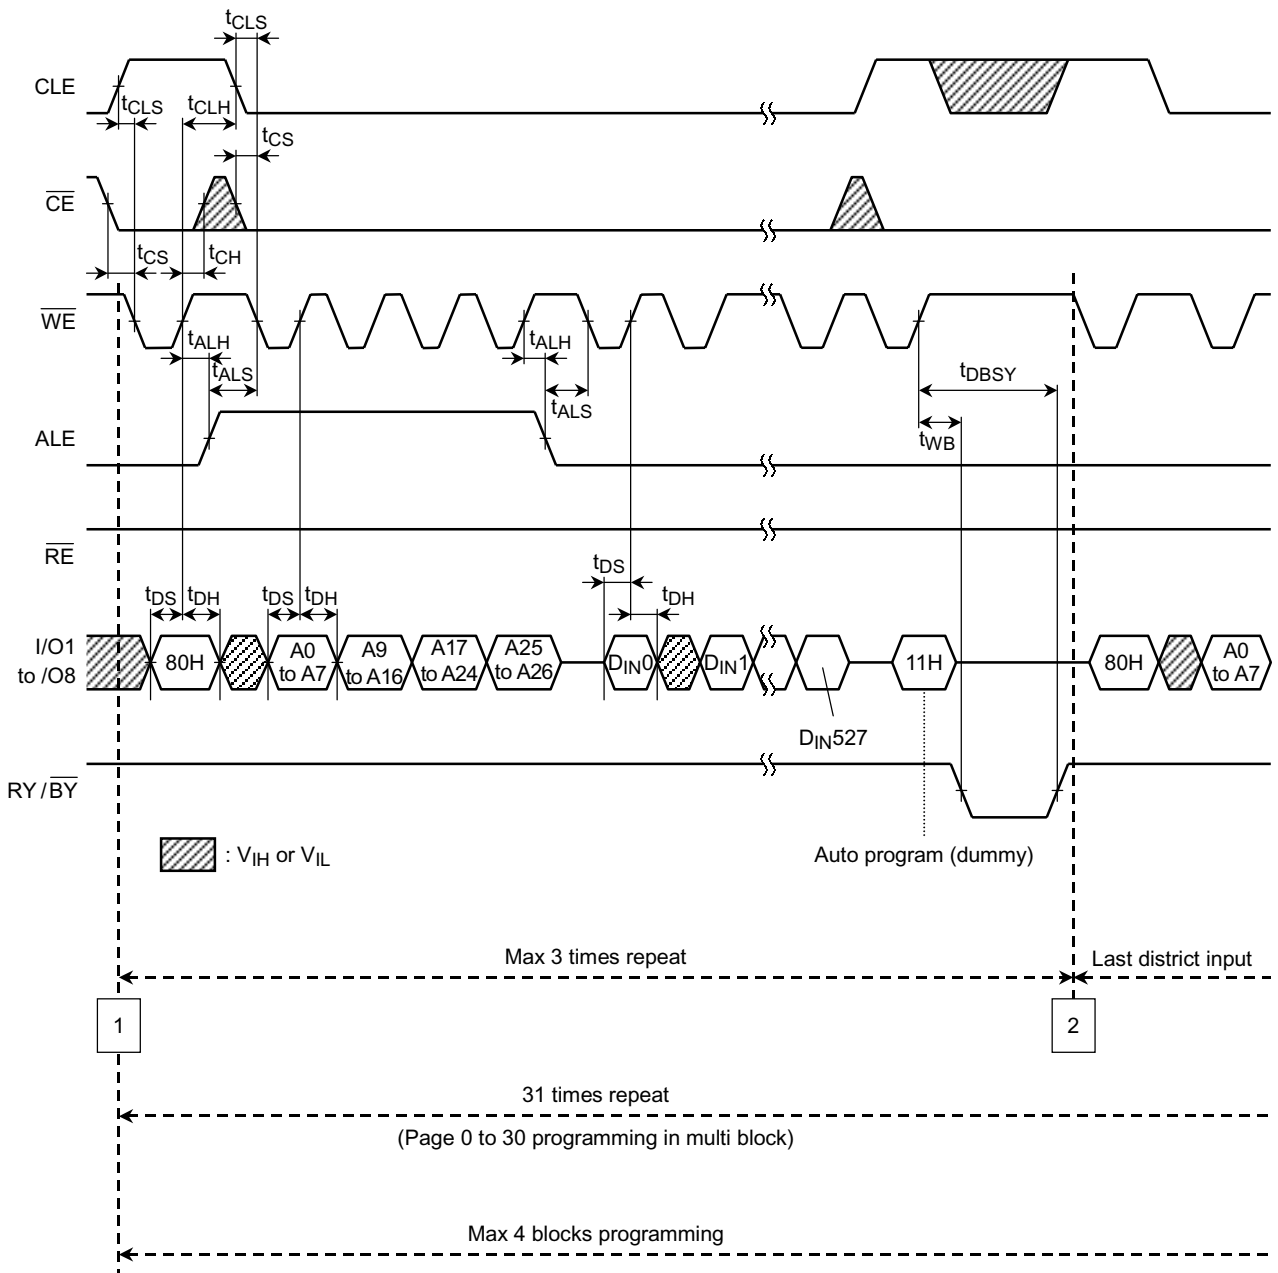 tCLS
CLE
tCLS
tCLH
tCS
CE
tCS
tCH
WE
tALH
tALH
tALS
tDBSY
tALS
ALE
tWB
RE
tDS
tDS
tDH
tDS
tDH
tDH
I/O1
to /O8
80H
A0
to A7
A9
to A16
A17
to A24
A25
to A26
DIN0
DIN1
11H
80H
A0
to A7
DIN527
RY/BY
: VIH or VIL
Auto program (dummy)
Max 3 times repeat
Last district input
1
2
31 times repeat
(Page 0 to 30 programming in multi block)
Max 4 blocks programming